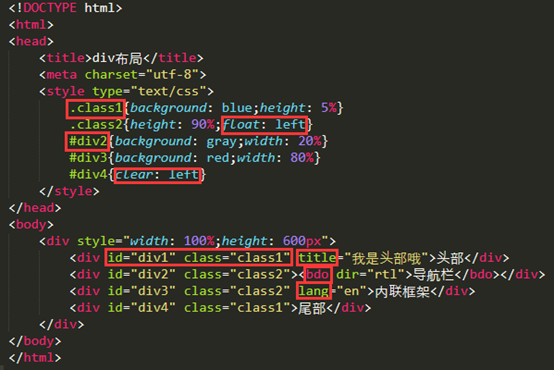 <!DOCTYPE html>
<html>
<head>
    <title>div布局</title>
    <meta charset="utf-8">
    <style type="text/css">
        .class1{background: blue;height: 5%}
        .class2{height: 90%;float: left}
        #div2{background: gray;width: 20%}
        #div3{background: red;width: 80%}
        #div4{clear: left}
    </style>
</head>
<body>
    <div style="width: 100%;height: 600px">
        <div id="div1" class="class1" title="我是头部哦">头部</div>
        <div id="div2" class="class2"><bdo dir="rtl">导航栏</bdo></div>
        <div id="div3" class="class2" lang="en">内联框架</div>
        <div id="div4" class="class1">尾部</div>
    </div>
</body>
</html>